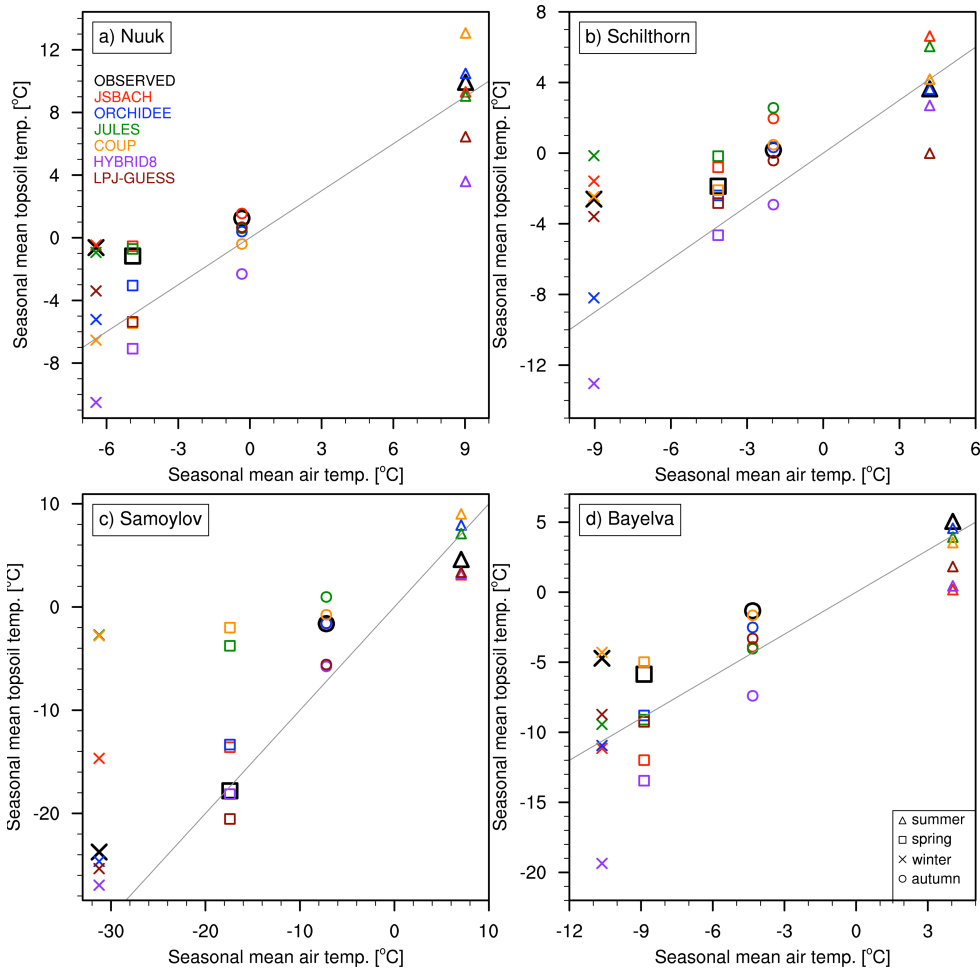 a) Nuuk
OBSERVED
JSBACH
ORCHIDEE
JULES
COUP
HYBRID8
LPJ-GUESS
12
8
4
0
-4
-8
Seasonal mean topsoil temp. [°C]
-6 -3 0 3 6 9
Seasonal mean air temp. [°C]
b) Schilthorn
8
4
0
-4
-8
-12
Seasonal mean topsoil temp. [°C]
-9 -6 -3 0 3 6
Seasonal mean air temp. [°C]
c) Samoylov
10
0
-10
-20
Seasonal mean topsoil temp. [°C]
-30 -20 -10 0 10
Seasonal mean air temp. [°C]
d) Bayelva
5
0
-5
-10
-15
-20
Seasonal mean topsoil temp. [°C]
summer
spring
winter
autumn
-12 -9 -6 -3 0 3
Seasonal mean air temp. [°C]